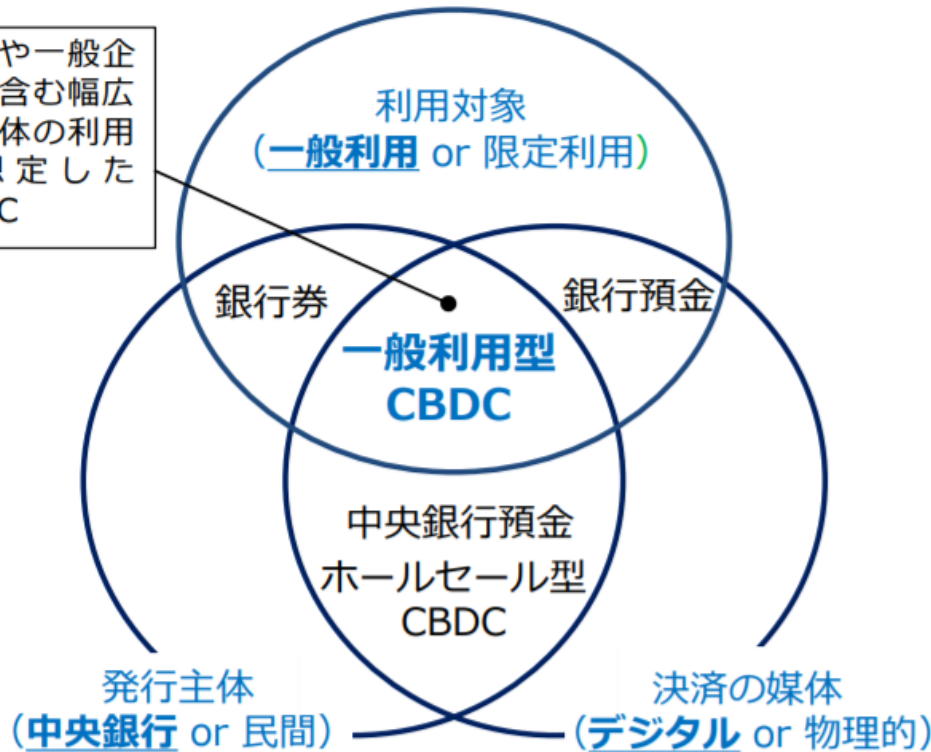 や一般企
含む幅広
体の利用
定した
C
利用対象
（一般利用 or 限定利用）
銀行券
銀行預金
一般利用型
CBDC
中央銀行預金
ホールセール型
CBDC
発行主体
（中央銀行 or 民間）
決済の媒体
（デジタル or 物理的）